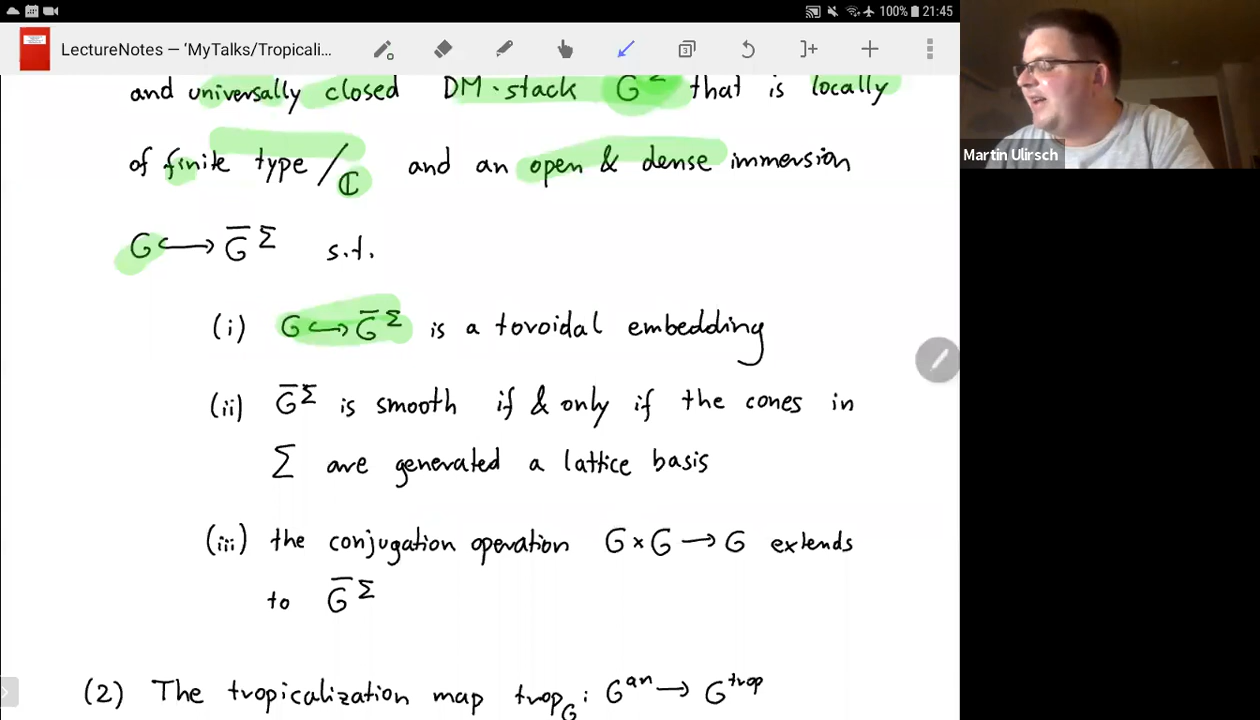 100% 21:45
LectureNotes – ‘MyTalks/Tropicali...
and universally closed DM-stack G̅^Σ that is locally
of finite type / ℂ and an open & dense immersion
G ↪ G̅^Σ s.t.
(i) G ↪ G̅^Σ is a toroidal embedding
(ii) G̅^Σ is smooth if & only if the cones in
Σ are generated a lattice basis
(iii) the conjugation operation G × G → G extends
to G̅^Σ
(2) The tropicalization map trop_G : G^an → G^trop
Martin Ulirsch